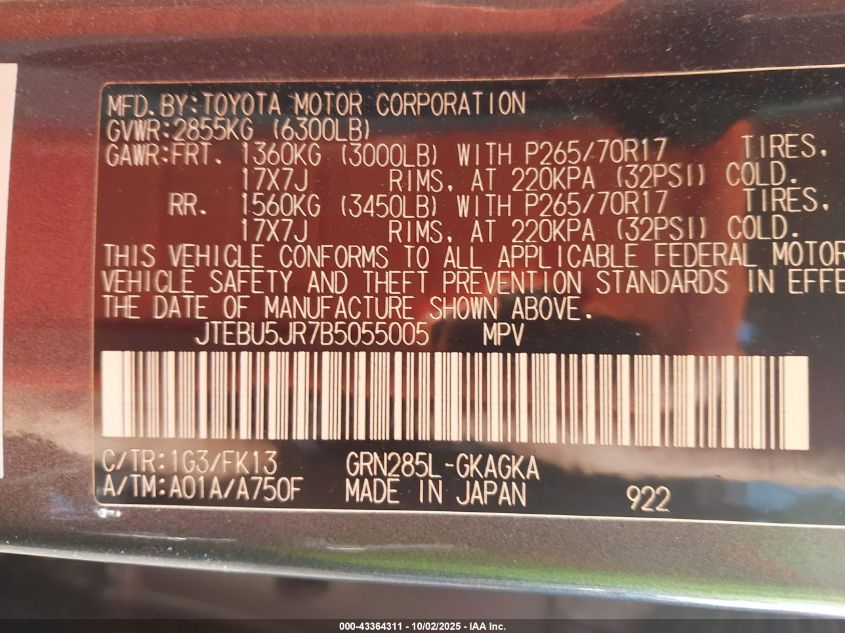 MFD. BY: TOYOTA MOTOR CORPORATION
GVWR: 2855KG (6300LB)
GAWR: FRT. 1360KG (3000LB) WITH P265/70R17 TIRES,
17X7J RIMS, AT 220KPA (32PSI) COLD.
RR. 1560KG (3450LB) WITH P265/70R17 TIRES,
17X7J RIMS, AT 220KPA (32PSI) COLD.
THIS VEHICLE CONFORMS TO ALL APPLICABLE FEDERAL MOTOR
VEHICLE SAFETY AND THEFT PREVENTION STANDARDS IN EFFE
THE DATE OF MANUFACTURE SHOWN ABOVE.
JTEBU5JR7B5055005 MPV
C/TR: 1G3/FK13 GRN285L-GKAGKA
A/TM: A01A/A750F MADE IN JAPAN 922
000-43364311 - 10/02/2025 - IAA Inc.